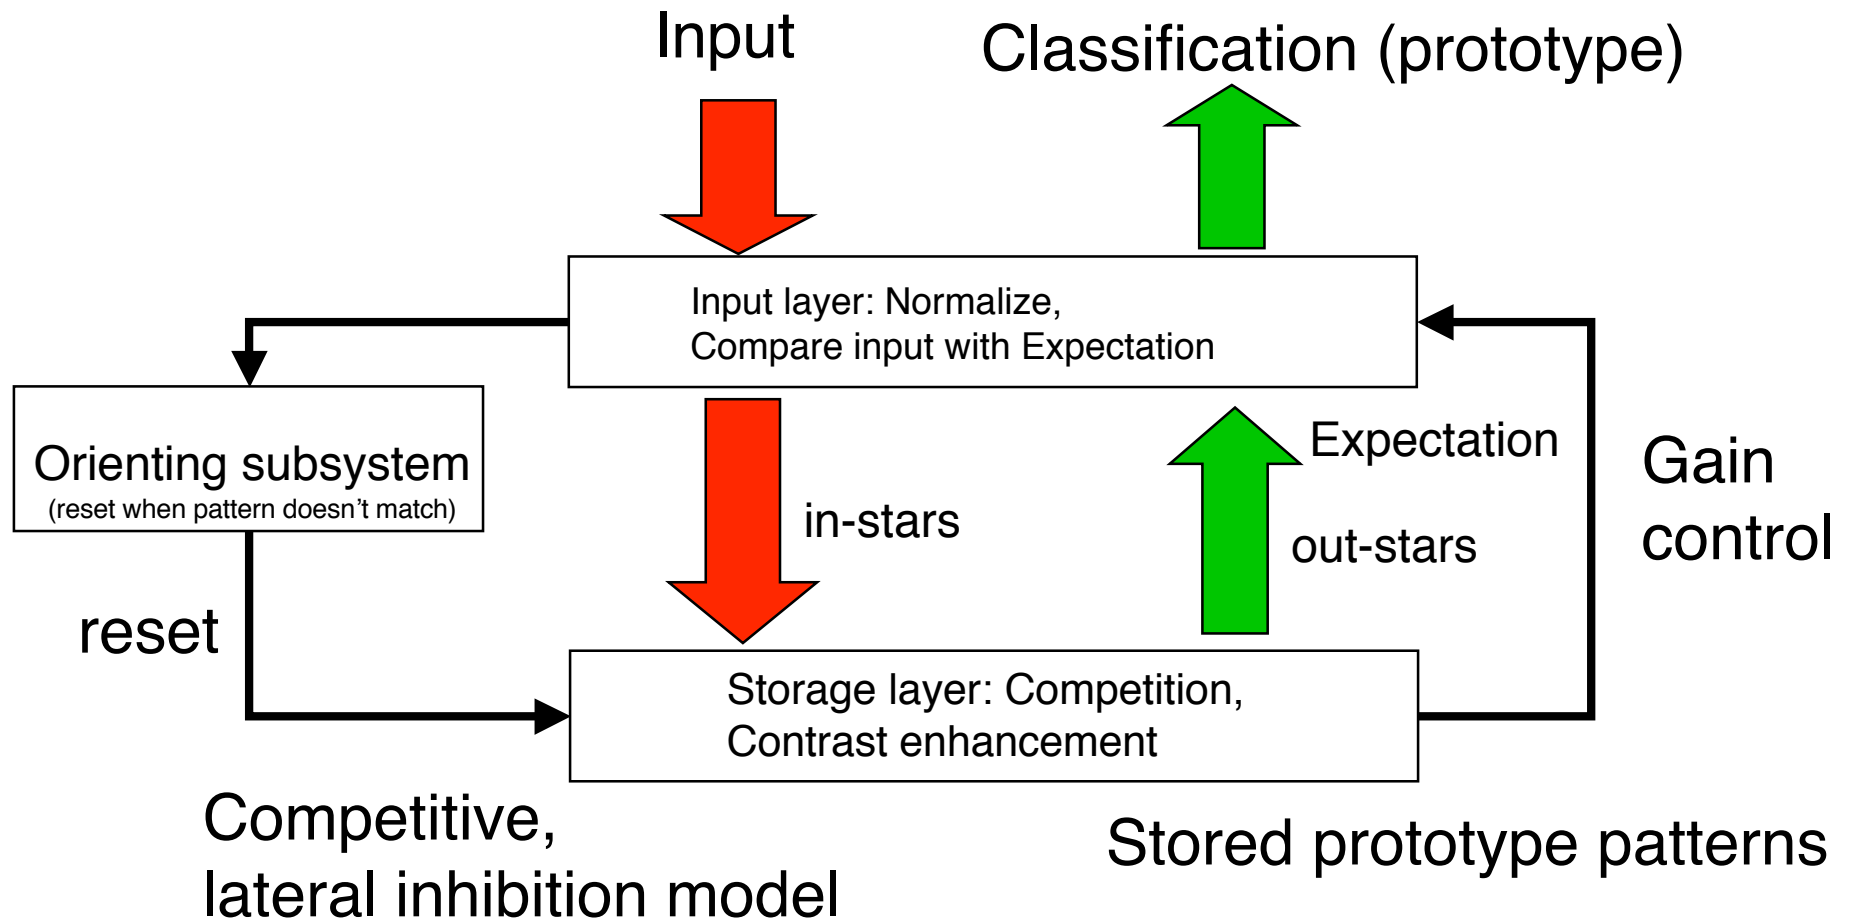 Input
Classification (prototype)
Input layer: Normalize,
Compare input with Expectation
Orienting subsystem
(reset when pattern doesn't match)
in-stars
Expectation
out-stars
Gain
control
reset
Storage layer: Competition,
Contrast enhancement
Competitive,
lateral inhibition model
Stored prototype patterns